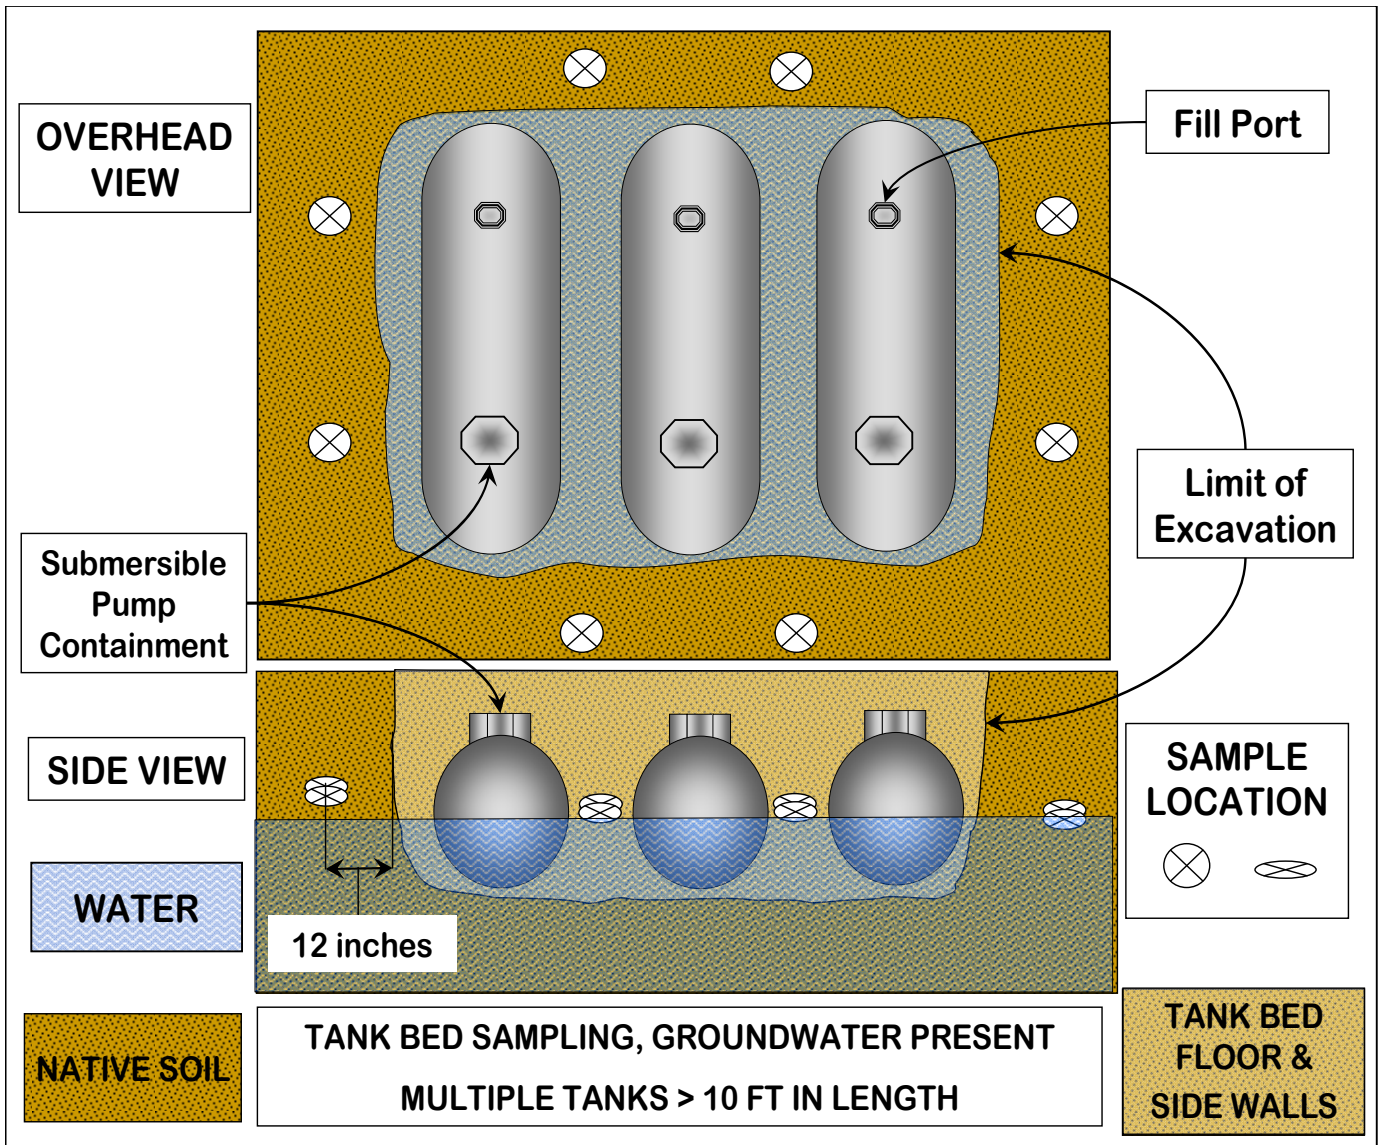 OVERHEAD
VIEW
Fill Port
Limit of
Excavation
Submersible
Pump
Containment
SIDE VIEW
SAMPLE
LOCATION
WATER
12 inches
NATIVE SOIL
TANK BED SAMPLING, GROUNDWATER PRESENT
MULTIPLE TANKS > 10 FT IN LENGTH
TANK BED
FLOOR &
SIDE WALLS